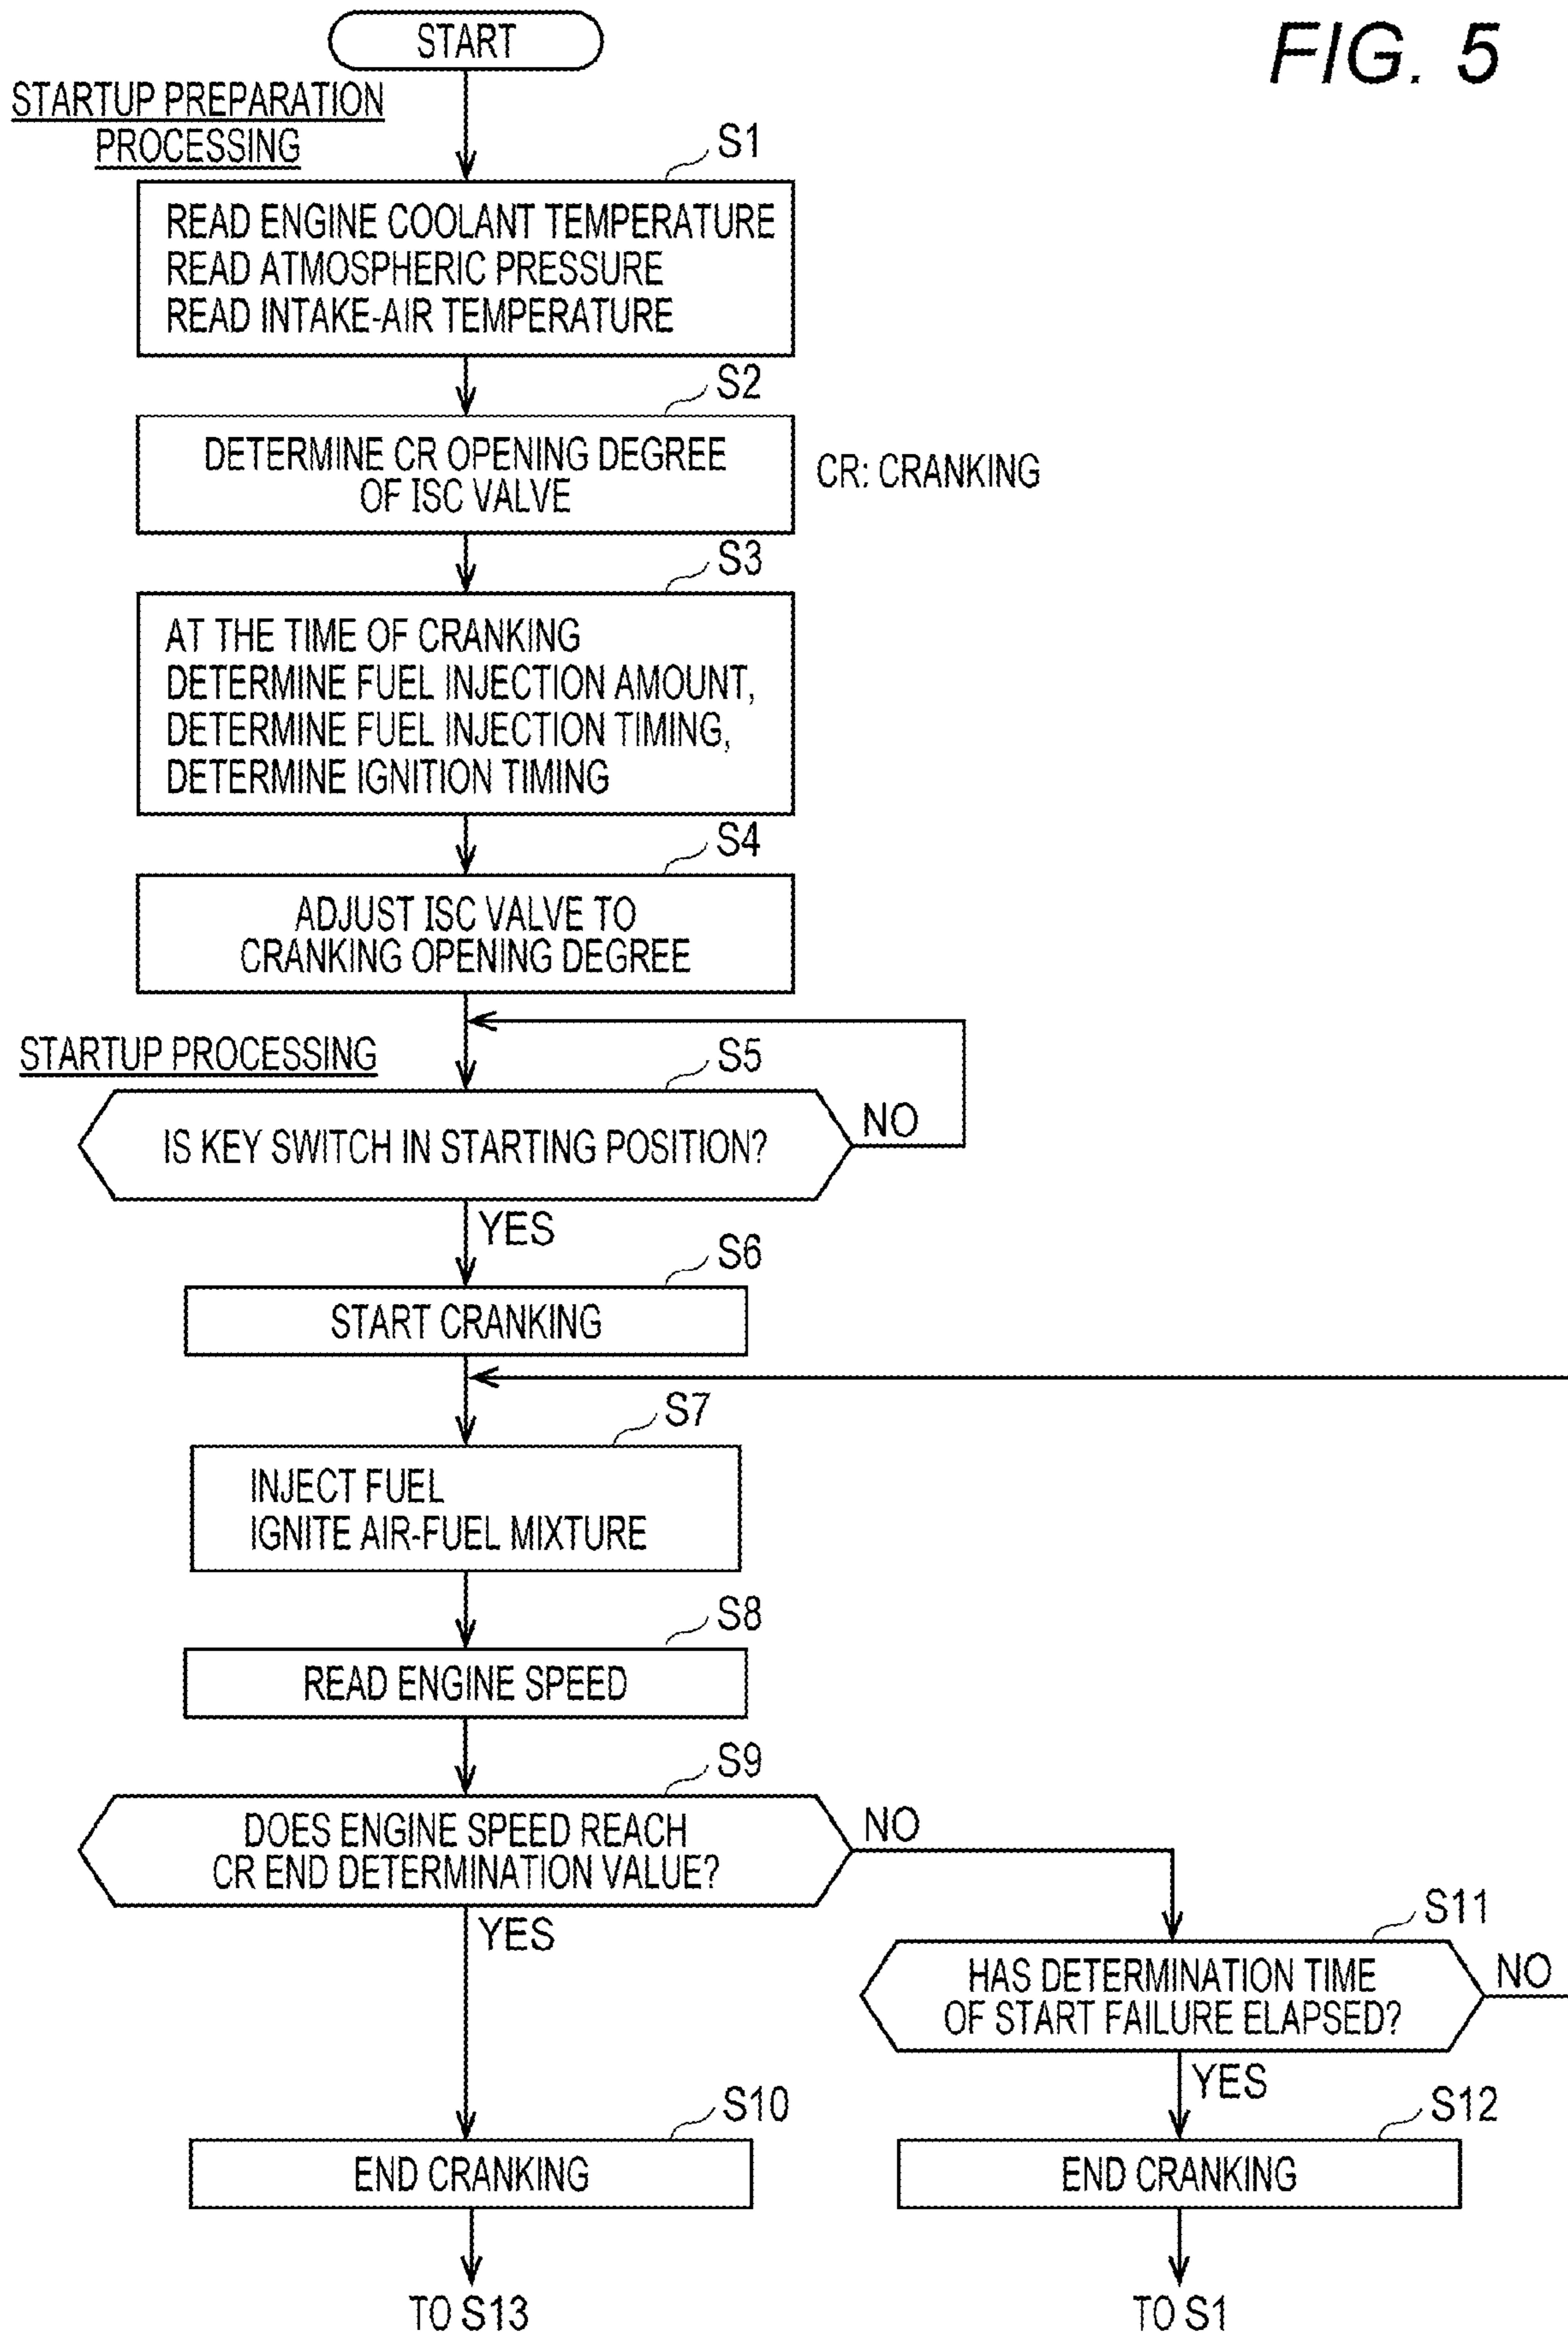 FIG. 5
START
STARTUP PREPARATION
PROCESSING
S1
READ ENGINE COOLANT TEMPERATURE
READ ATMOSPHERIC PRESSURE
READ INTAKE-AIR TEMPERATURE
S2
DETERMINE CR OPENING DEGREE
OF ISC VALVE
CR: CRANKING
S3
AT THE TIME OF CRANKING
DETERMINE FUEL INJECTION AMOUNT,
DETERMINE FUEL INJECTION TIMING,
DETERMINE IGNITION TIMING
S4
ADJUST ISC VALVE TO
CRANKING OPENING DEGREE
STARTUP PROCESSING
S5
IS KEY SWITCH IN STARTING POSITION?
NO
YES
S6
START CRANKING
S7
INJECT FUEL
IGNITE AIR-FUEL MIXTURE
S8
READ ENGINE SPEED
S9
DOES ENGINE SPEED REACH
CR END DETERMINATION VALUE?
NO
YES
S11
HAS DETERMINATION TIME
OF START FAILURE ELAPSED?
NO
YES
S10
END CRANKING
S12
END CRANKING
TO S13
TO S1